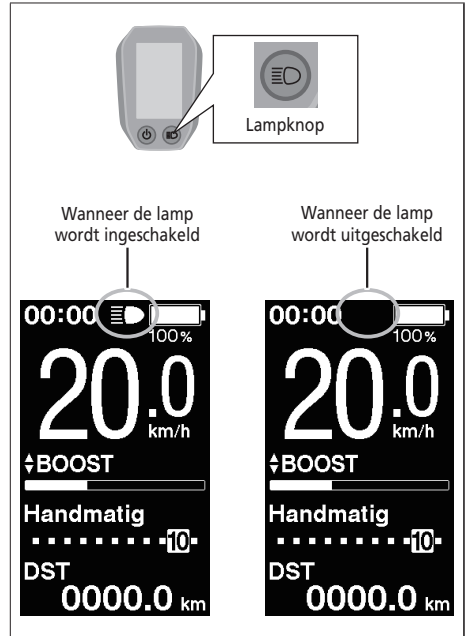 Lampknop
Wanneer de lamp
wordt ingeschakeld
Wanneer de lamp
wordt uitgeschakeld
00:00
100%
20.0
km/h
BOOST
Handmatig
10
DST
0000.0 km
00:00
100%
20.0
km/h
BOOST
Handmatig
10
DST
0000.0 km